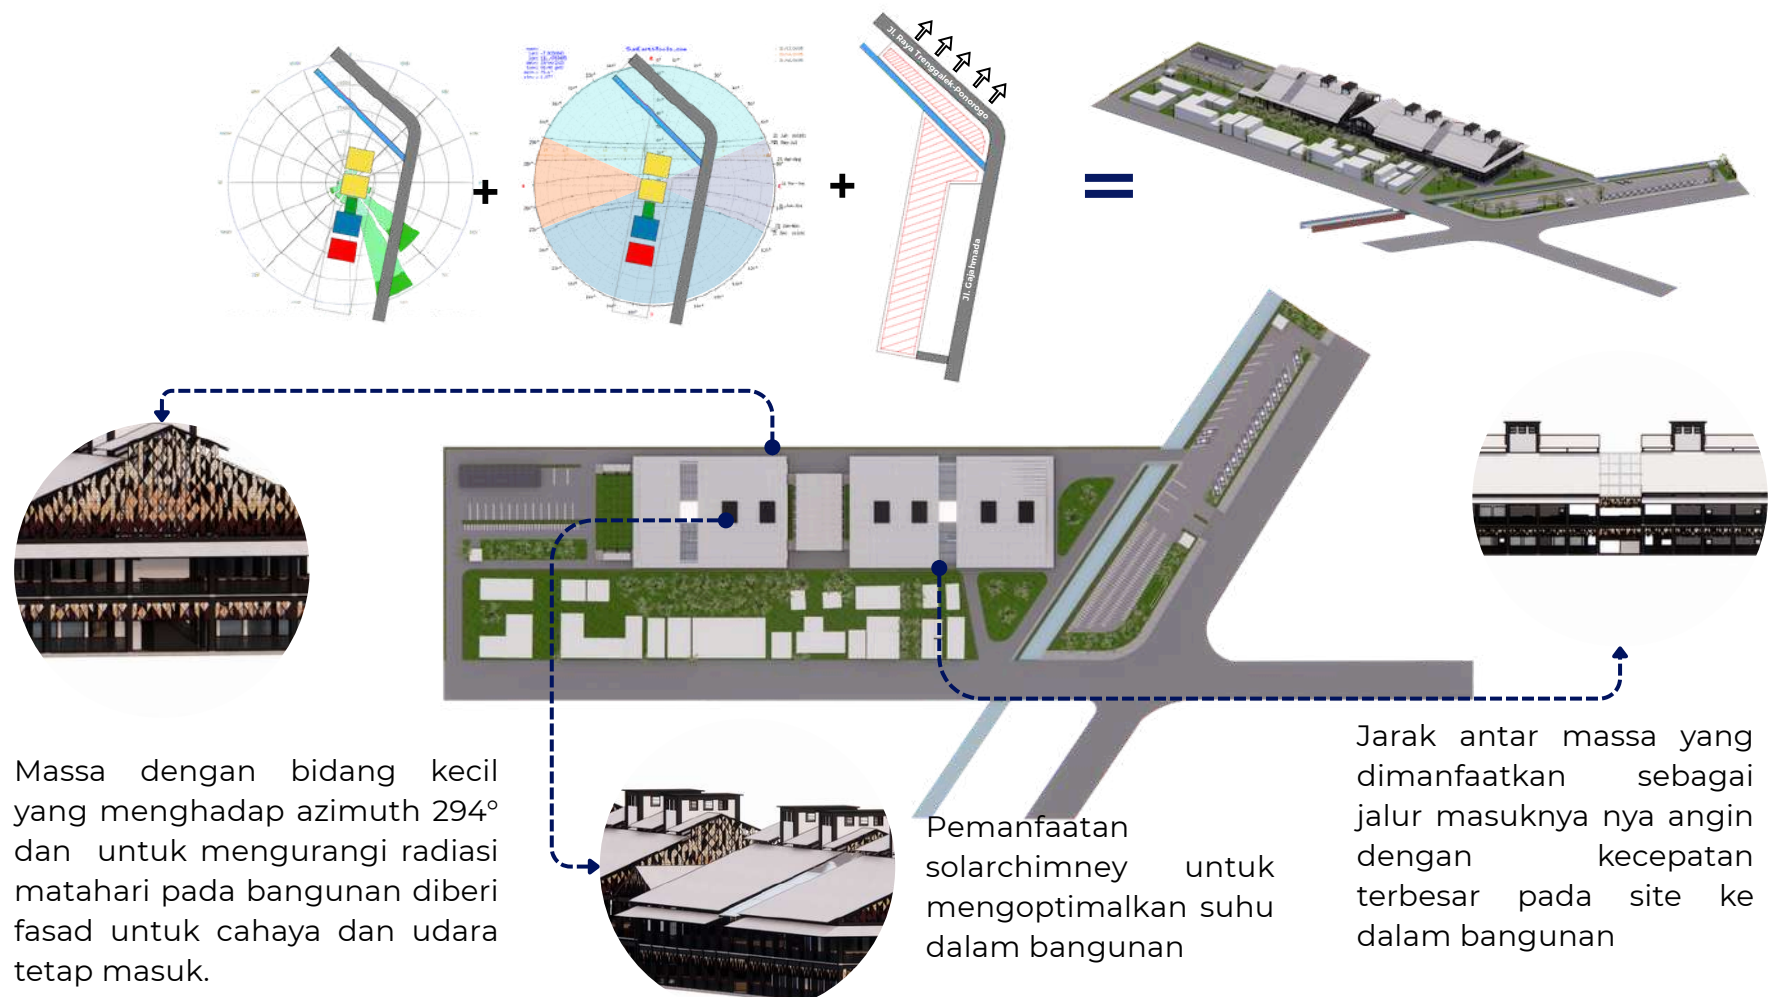 SunEarthTools.com
Jl. Raya Trenggalek-Ponorogo
Jl. Gajahmada
+
+
=
Massa dengan bidang kecil
yang menghadap azimuth 294°
dan untuk mengurangi radiasi
matahari pada bangunan diberi
fasad untuk cahaya dan udara
tetap masuk.
Pemanfaatan
solarchimney untuk
mengoptimalkan suhu
dalam bangunan
Jarak antar massa yang
dimanfaatkan sebagai
jalur masuknya nya angin
dengan kecepatan
terbesar pada site ke
dalam bangunan